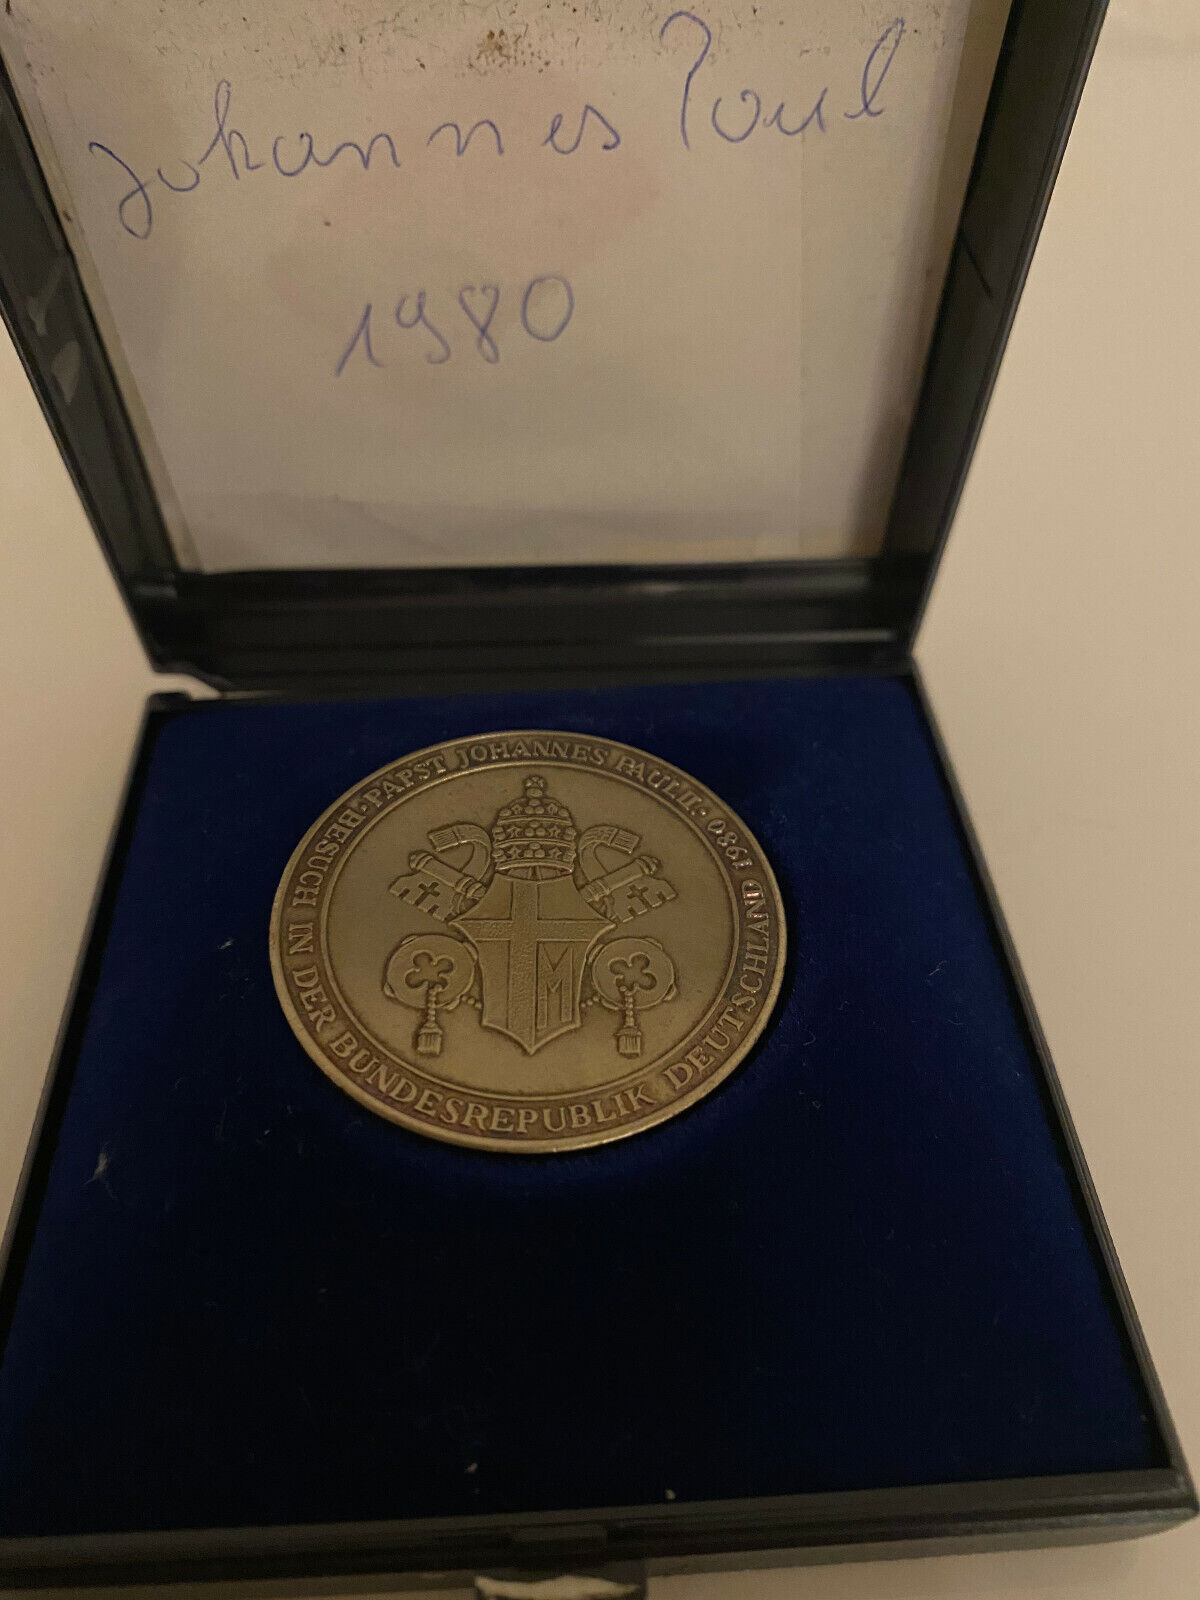 Johannes Paul
1980
PAPST JOHANNES PAUL II. · BESUCH IN DER BUNDESREPUBLIK DEUTSCHLAND 1980
M